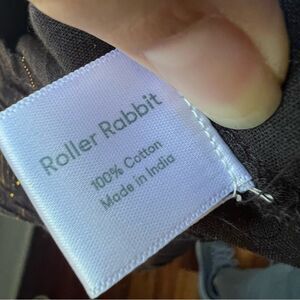 Roller Rabbit
100% Cotton
Made in India